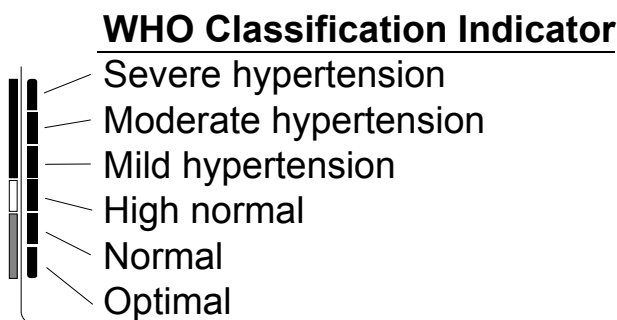 WHO Classification Indicator
Severe hypertension
Moderate hypertension
Mild hypertension
High normal
Normal
Optimal